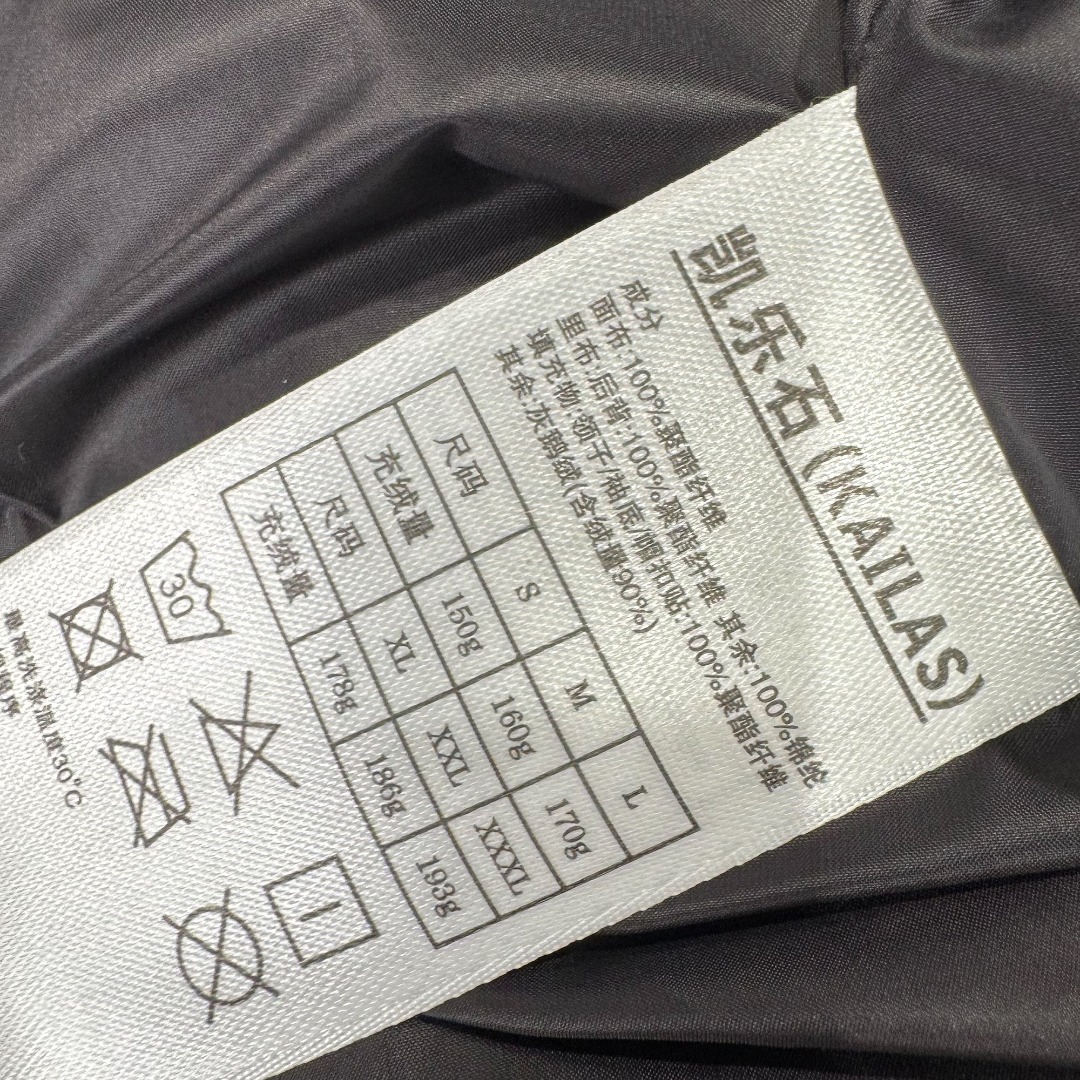 凯乐石(KAILAS)
成分
面布:100%聚酯纤维
里布:后背:100%聚酯纤维 其余:100%锦纶
填充物:领子/袖底/帽扣贴:100%聚酯纤维
其余:灰鹅绒(含绒量90%)
尺码 S M L
充绒量 150g 160g 170g
尺码 XL XXL XXXL
充绒量 178g 186g 193g
30
最高洗涤温度30℃